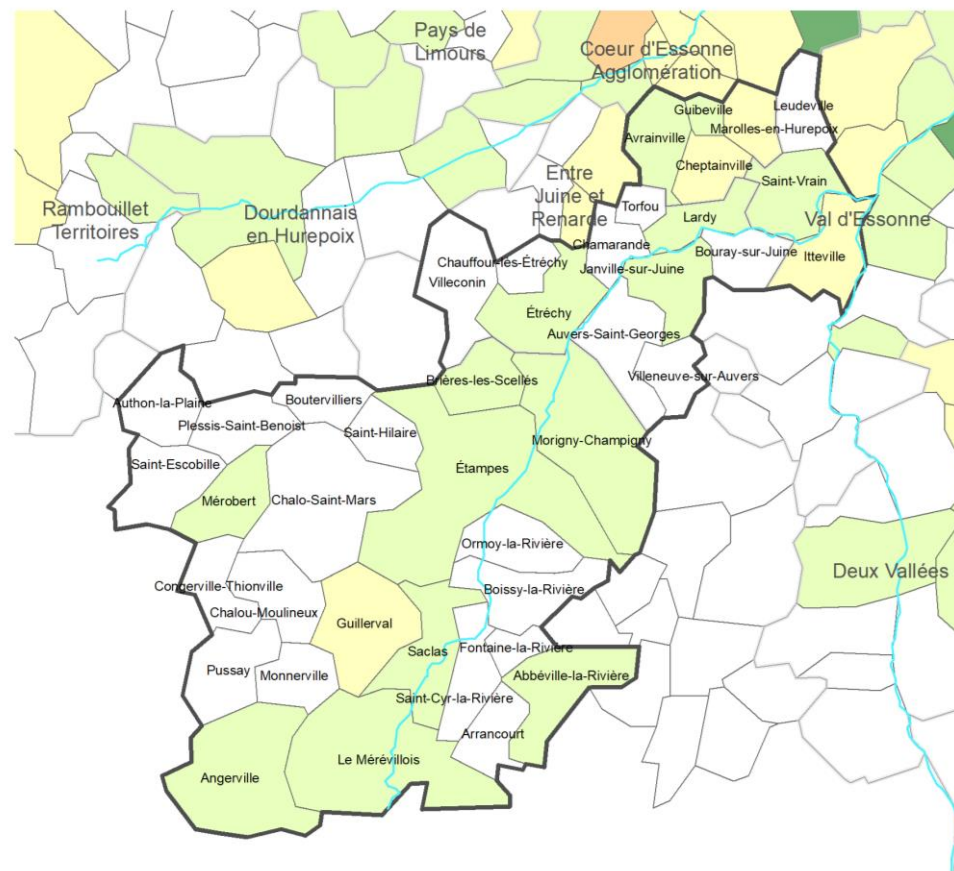 Pays de
Limours
Coeur d'Essonne
Agglomération
Leudeville
Guibeville
Marolles-en-Hurepoix
Avrainville
Cheptainville
Entre
Juine et
Renarde
Saint-Vrain
Torfou
Rambouillet
Territoires
Dourdannais
en Hurepoix
Lardy
Val d'Essonne
Chamarande
Bouray-sur-Juine
Itteville
Chauffour-lès-Étréchy
Janville-sur-Juine
Villeconin
Étréchy
Auvers-Saint-Georges
Brières-les-Scellés
Villeneuve-sur-Auvers
Boutervilliers
Authon-la-Plaine
Plessis-Saint-Benoist
Saint-Hilaire
Morigny-Champigny
Saint-Escobille
Étampes
Mérobert
Chalo-Saint-Mars
Ormoy-la-Rivière
Deux Vallées
Congerville-Thionville
Boissy-la-Rivière
Chalou-Moulineux
Guillerval
Fontaine-la-Rivière
Saclas
Pussay
Monnerville
Abbéville-la-Rivière
Saint-Cyr-la-Rivière
Arrancourt
Le Mérévillois
Angerville